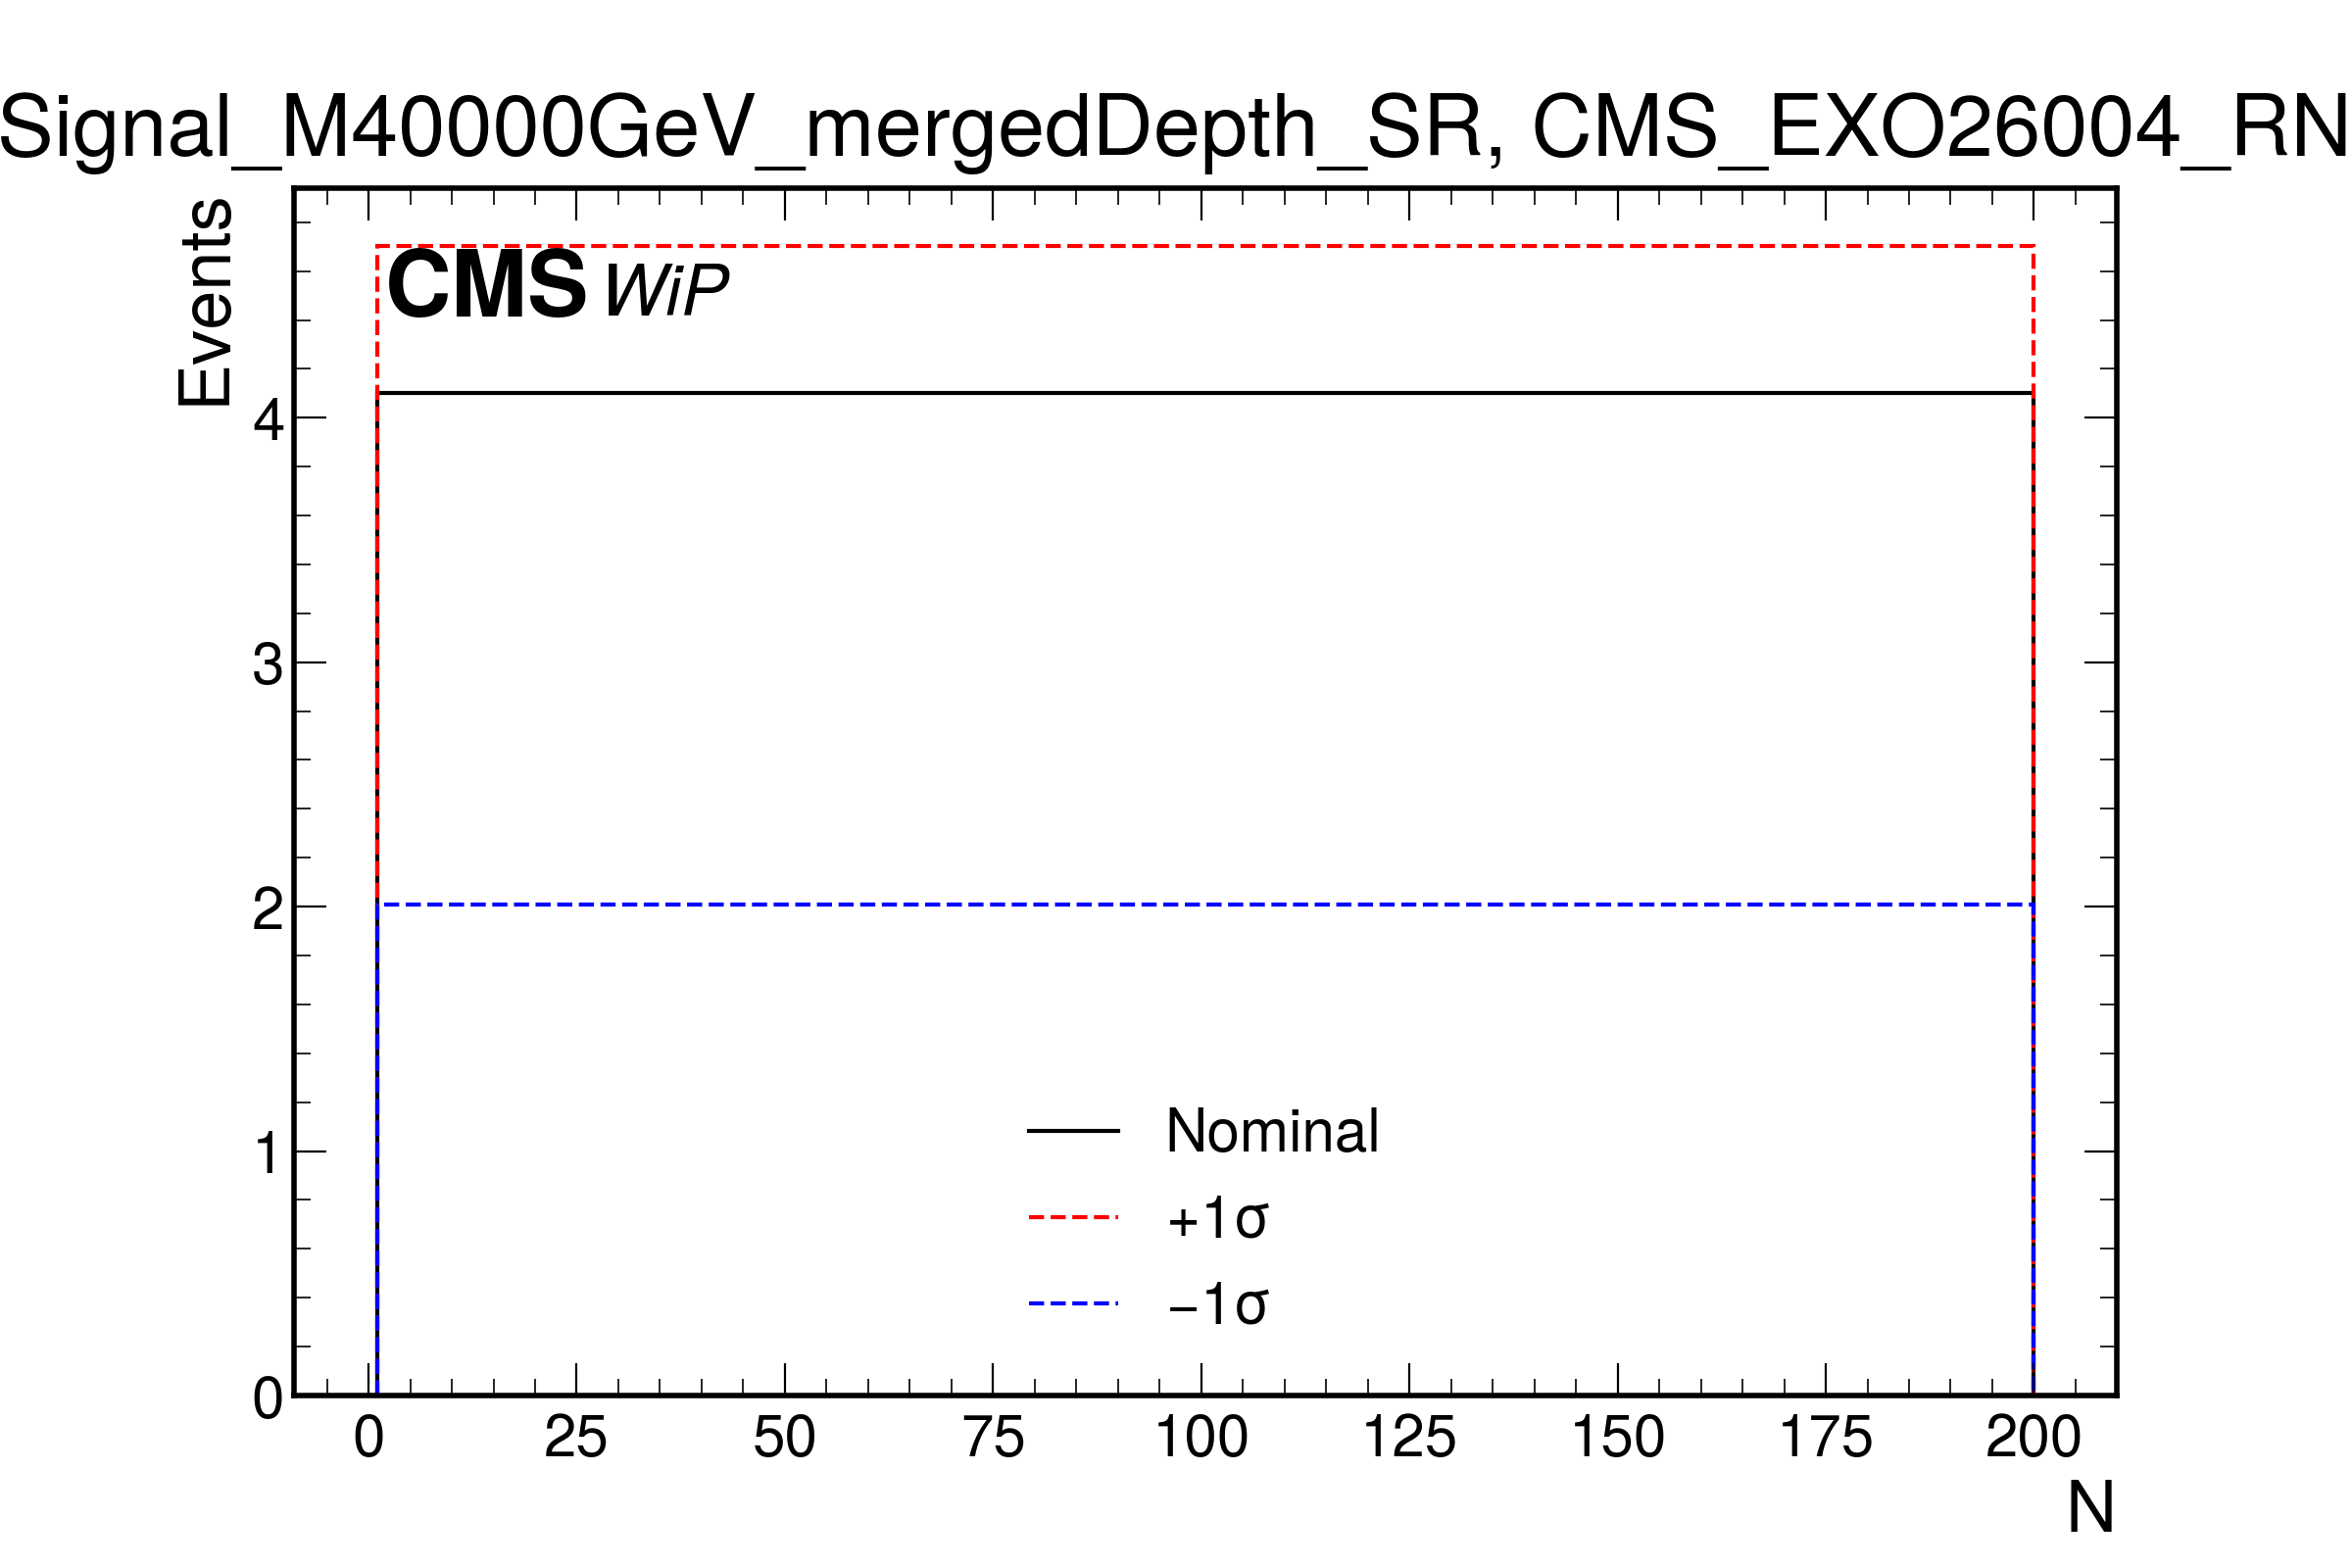 Signal_M40000GeV_mergedDepth_SR, CMS_EXO26004_RN
Events
CMS WiP
4
3
2
1
0
Nominal
+1σ
−1σ
0 25 50 75 100 125 150 175 200
N